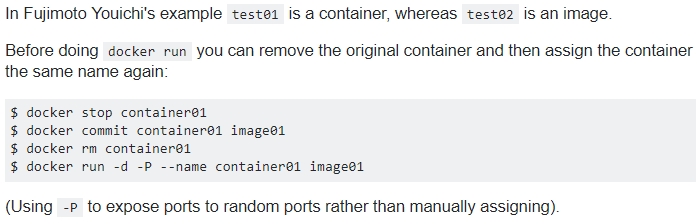 In Fujimoto Youichi's example test01 is a container, whereas test02 is an image.
Before doing docker run you can remove the original container and then assign the container
the same name again:
$ docker stop container01
$ docker commit container01 image01
$ docker rm container01
$ docker run -d -P --name container01 image01
(Using -P to expose ports to random ports rather than manually assigning).